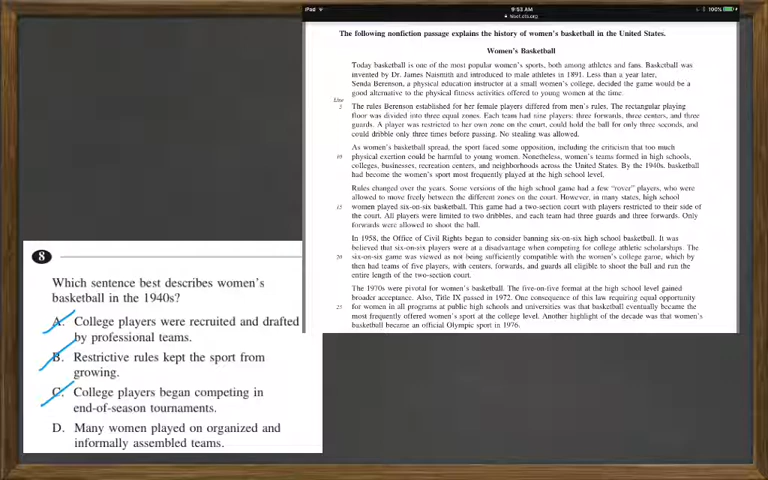 iPad
9:53 AM
100%
The following nonfiction passage explains the history of women's basketball in the United States.
Women's Basketball
Today basketball is one of the most popular women's sports, both among athletes and fans. Basketball was
invented by Dr. James Naismith and introduced to male athletes in 1891. Less than a year later,
Senda Berenson, a physical education instructor at a small women's college, decided the game would be a
good alternative to the physical fitness activities offered to young women at the time.
Line
5 The rules Berenson established for her female players differed from men's rules. The rectangular playing
floor was divided into three equal zones. Each team had nine players: three forwards, three centers, and three
guards. A player was restricted to her own zone on the court, could hold the ball for only three seconds, and
could dribble only three times before passing. No stealing was allowed.
As women's basketball spread, the sport faced some opposition, including the criticism that too much
10 physical exertion could be harmful to young women. Nonetheless, women's teams formed in high schools,
colleges, businesses, recreation centers, and neighborhoods across the United States. By the 1940s, basketball
had become the women's sport most frequently played at the high school level.
Rules changed over the years. Some versions of the high school game had a few "rover" players, who were
allowed to move freely between the different zones on the court. However, in many states, high school
15 women played six-on-six basketball. This game had a two-section court with players restricted to their side of
the court. All players were limited to two dribbles, and each team had three guards and three forwards. Only
forwards were allowed to shoot the ball.
In 1958, the Office of Civil Rights began to consider banning six-on-six high school basketball. It was
believed that six-on-six players were at a disadvantage when competing for college athletic scholarships. The
20 six-on-six game was viewed as not being sufficiently compatible with the women's college game, which by
then had teams of five players, with centers, forwards, and guards all eligible to shoot the ball and run the
entire length of the two-section court.
The 1970s were pivotal for women's basketball. The five-on-five format at the high school level gained
broader acceptance. Also, Title IX passed in 1972. One consequence of this law requiring equal opportunity
25 for women in all programs at public high schools and universities was that basketball eventually became the
most frequently offered women's sport at the college level. Another highlight of the decade was that women's
basketball became an official Olympic sport in 1976.
8
Which sentence best describes women's
basketball in the 1940s?
A. College players were recruited and drafted
by professional teams.
B. Restrictive rules kept the sport from
growing.
C. College players began competing in
end-of-season tournaments.
D. Many women played on organized and
informally assembled teams.